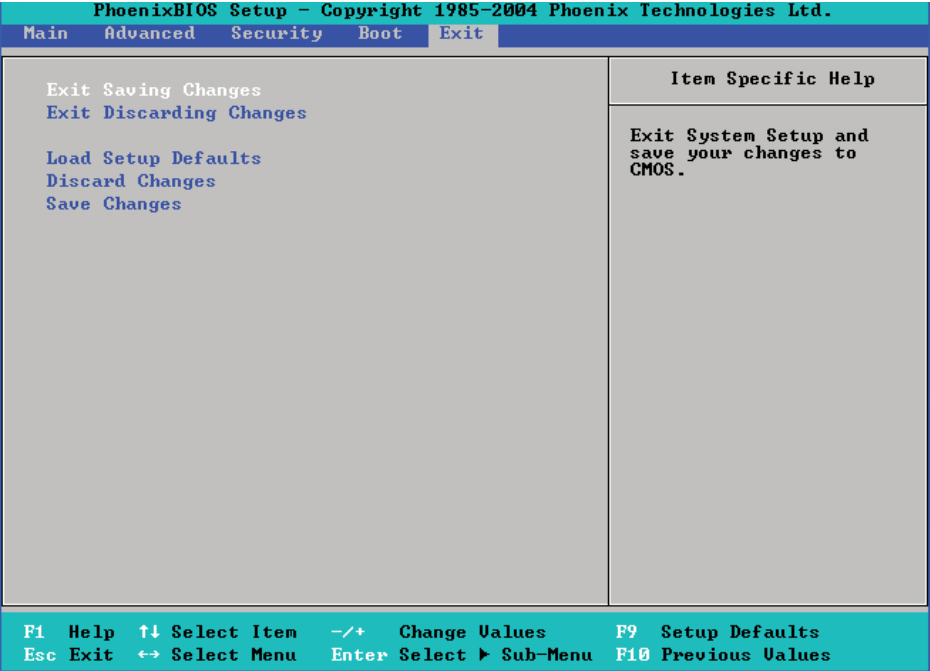 PhoenixBIOS Setup - Copyright 1985-2004 Phoenix Technologies Ltd.
Main Advanced Security Boot Exit
Exit Saving Changes
Exit Discarding Changes
Load Setup Defaults
Discard Changes
Save Changes
Item Specific Help
Exit System Setup and
save your changes to
CMOS.
F1 Help ↑↓ Select Item -/+ Change Values F9 Setup Defaults
Esc Exit ↔ Select Menu Enter Select ▶ Sub-Menu F10 Previous Values